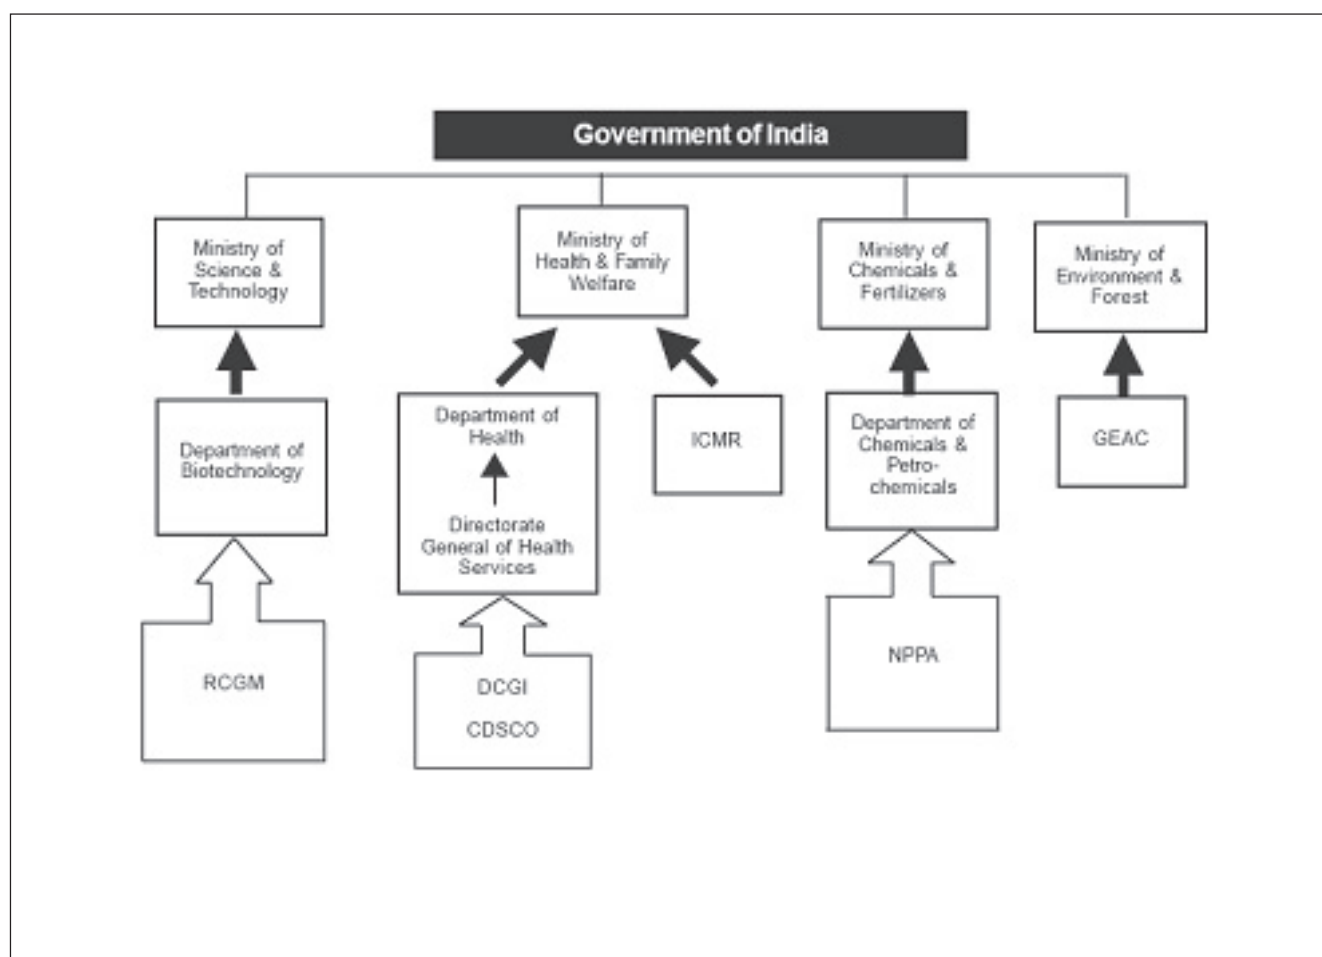 Government of India
Ministry of
Science &
Technology
Ministry of
Health & Family
Welfare
Ministry of
Chemicals &
Fertilizers
Ministry of
Environment &
Forest
Department of
Biotechnology
Department of
Health
Directorate
General of Health
Services
ICMR
Department of
Chemicals &
Petro-
chemicals
GEAC
RCGM
DCGI
CDSCO
NPPA